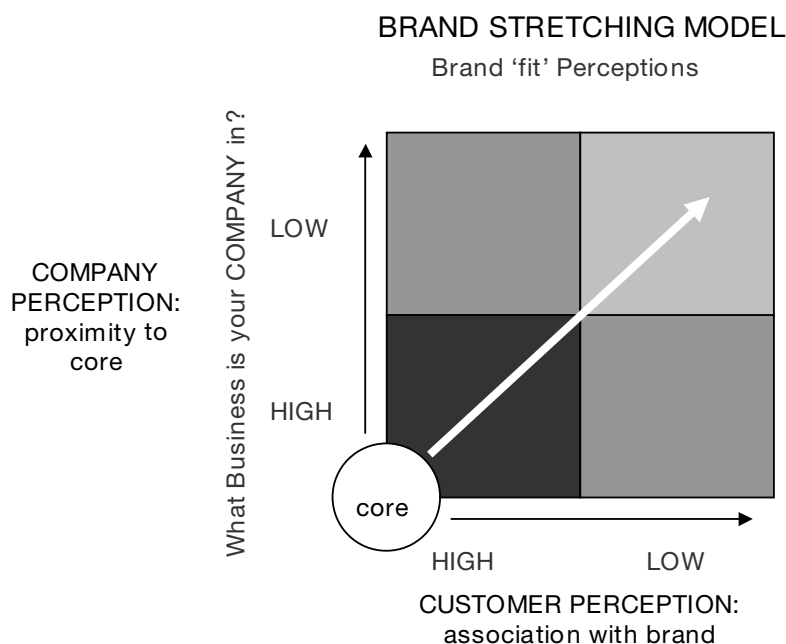 BRAND STRETCHING MODEL
Brand ‘fit’ Perceptions
What Business is your COMPANY in?
LOW
COMPANY
PERCEPTION:
proximity to
core
HIGH
core
HIGH
LOW
CUSTOMER PERCEPTION:
association with brand